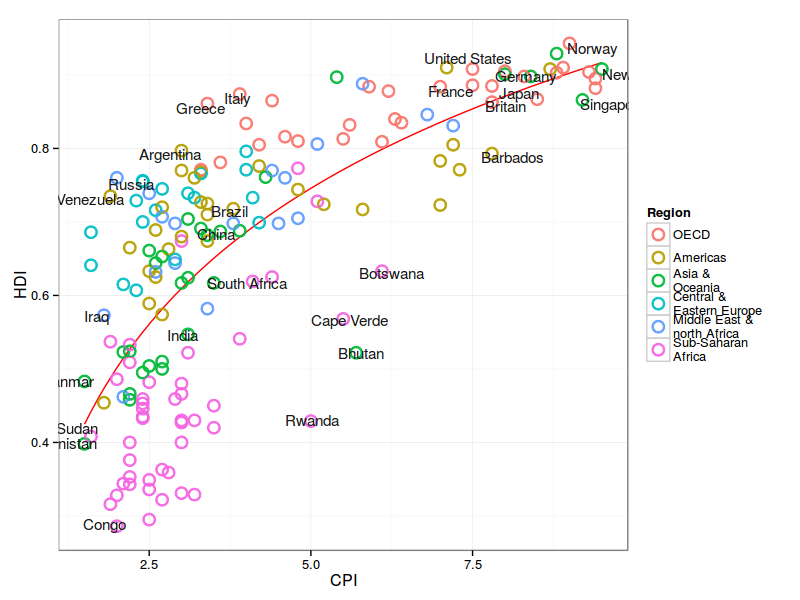 Norway
United States
Germany
New
France
Japan
Singapo
Britain
Italy
Greece
Argentina
Barbados
Russia
Venezuela
Brazil
China
South Africa
Botswana
Iraq
Cape Verde
India
Bhutan
nmar
Rwanda
Sudan
nistan
Congo
0.8
0.6
0.4
HDI
2.5
5.0
7.5
CPI
Region
OECD
Americas
Asia &
Oceania
Central &
Eastern Europe
Middle East &
north Africa
Sub-Saharan
Africa